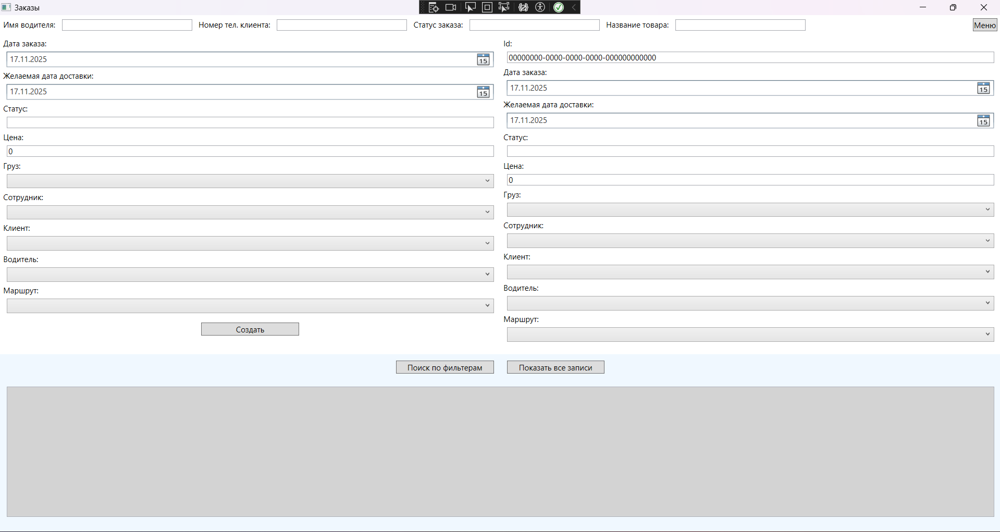 Заказы
Имя водителя: Номер тел. клиента: Статус заказа: Название товара: Меню
Дата заказа:
17.11.2025
15
Желаемая дата доставки:
17.11.2025
15
Статус:
Цена:
0
Груз:
Сотрудник:
Клиент:
Водитель:
Маршрут:
Создать
Id:
00000000-0000-0000-0000-000000000000
Дата заказа:
17.11.2025
15
Желаемая дата доставки:
17.11.2025
15
Статус:
Цена:
0
Груз:
Сотрудник:
Клиент:
Водитель:
Маршрут:
Поиск по фильтерам Показать все записи